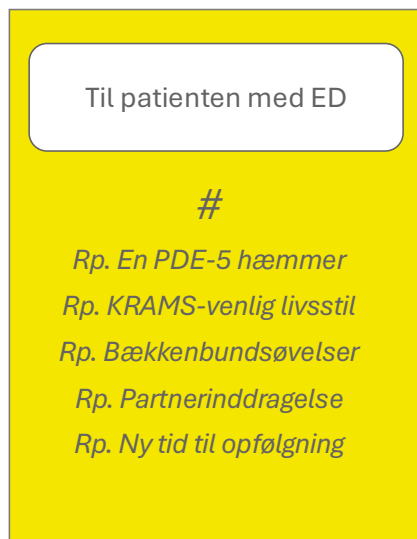 Til patienten med ED
#
Rp. En PDE-5 hæmmer
Rp. KRAMS-venlig livsstil
Rp. Bækkenbundsøvelser
Rp. Partnerinddragelse
Rp. Ny tid til opfølgning